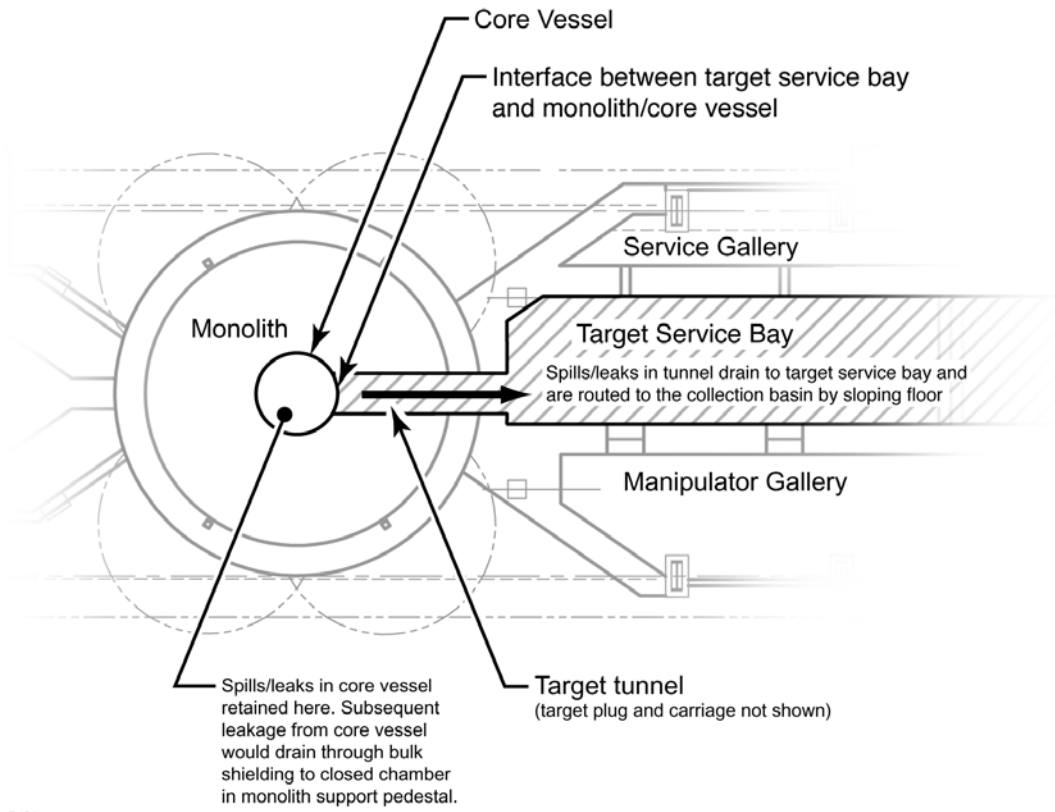 Core Vessel
Interface between target service bay
and monolith/core vessel
Service Gallery
Monolith
Target Service Bay
Spills/leaks in tunnel drain to target service bay and
are routed to the collection basin by sloping floor
Manipulator Gallery
Spills/leaks in core vessel
retained here. Subsequent
leakage from core vessel
would drain through bulk
shielding to closed chamber
in monolith support pedestal.
Target tunnel
(target plug and carriage not shown)